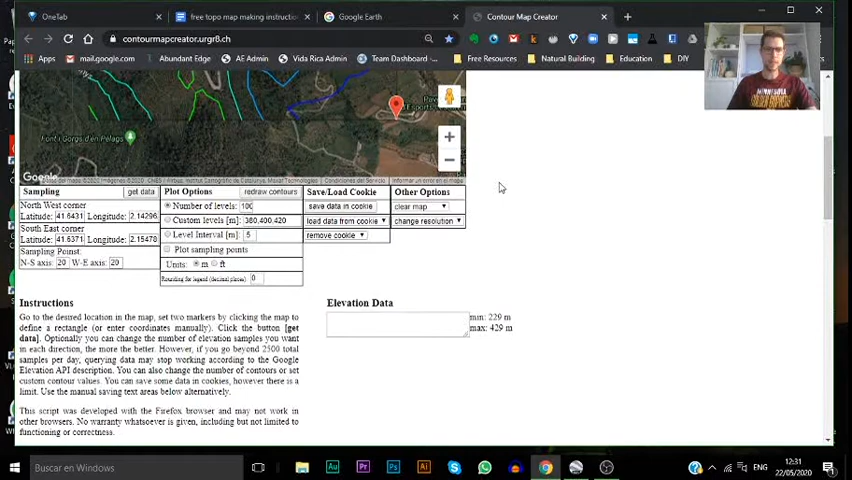 OneTab
free topo map making instructi
Google Earth
Contour Map Creator
contourmapcreator.urgr8.ch
Apps
mail.google.com
Abundant Edge
AE Admin
Vida Rica Admin
Team Dashboard -
Free Resources
Natural Building
Education
DIY
Font i Gorgs d'en Pèlags
Google
Sampling
get data
North West corner
Latitude: 41.6431 Longitude: 2.14296
South East corner
Latitude: 41.6371 Longitude: 2.15478
Sampling Poinst:
N-S axis: 20 W-E axis: 20
Plot Options
redraw contours
Number of levels: 100
Custom levels [m]: 380,400,420
Level Interval [m]: 5
Plot sampling points
Units: m ft
Rounding for legend (decimal places): 0
Save/Load Cookie
save data in cookie
load data from cookie
remove cookie
Other Options
clear map
change resolution
Instructions
Go to the desired location in the map, set two markers by clicking the map to
define a rectangle (or enter coordinates manually). Click the button [get
data]. Optionally you can change the number of elevation samples you want
in each direction, the more the better. However, if you go beyond 2500 total
samples per day, querying data may stop working according to the Google
Elevation API description. You can also change the number of contours or set
custom contour values. You can save some data in cookies, however there is a
limit. Use the manual saving text areas below alternatively.
This script was developed with the Firefox browser and may not work in
other browsers. No warranty whatsoever is given, including but not limited to
functioning or correctness.
Elevation Data
min: 229 m
max: 429 m
Buscar en Windows
ENG
12:31
22/05/2020